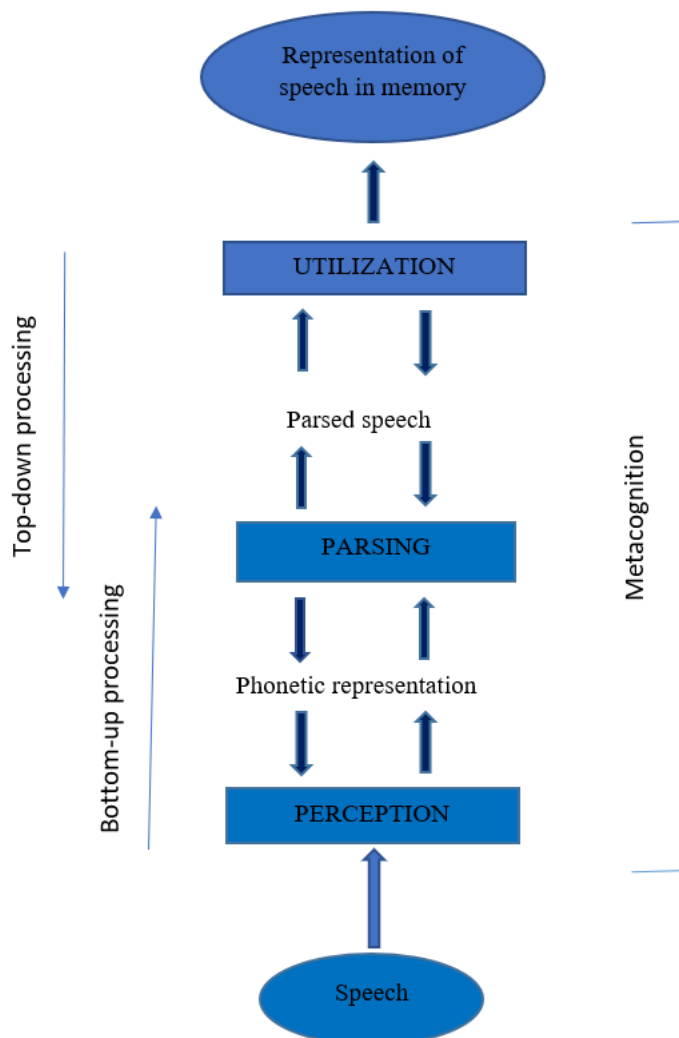 Representation of
speech in memory
UTILIZATION
Top-down processing
Parsed speech
Metacognition
PARSING
Bottom-up processing
Phonetic representation
PERCEPTION
Speech